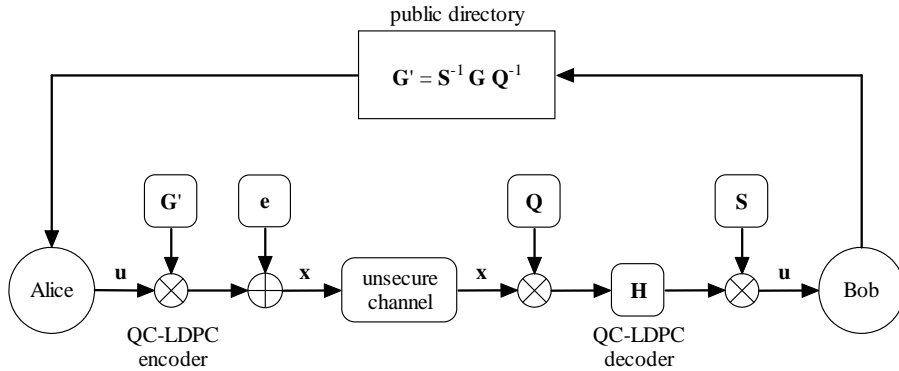 public directory
G' = S⁻¹ G Q⁻¹
G'
e
Q
S
Alice
u
x
unsecure
channel
x
H
u
Bob
QC-LDPC
encoder
QC-LDPC
decoder